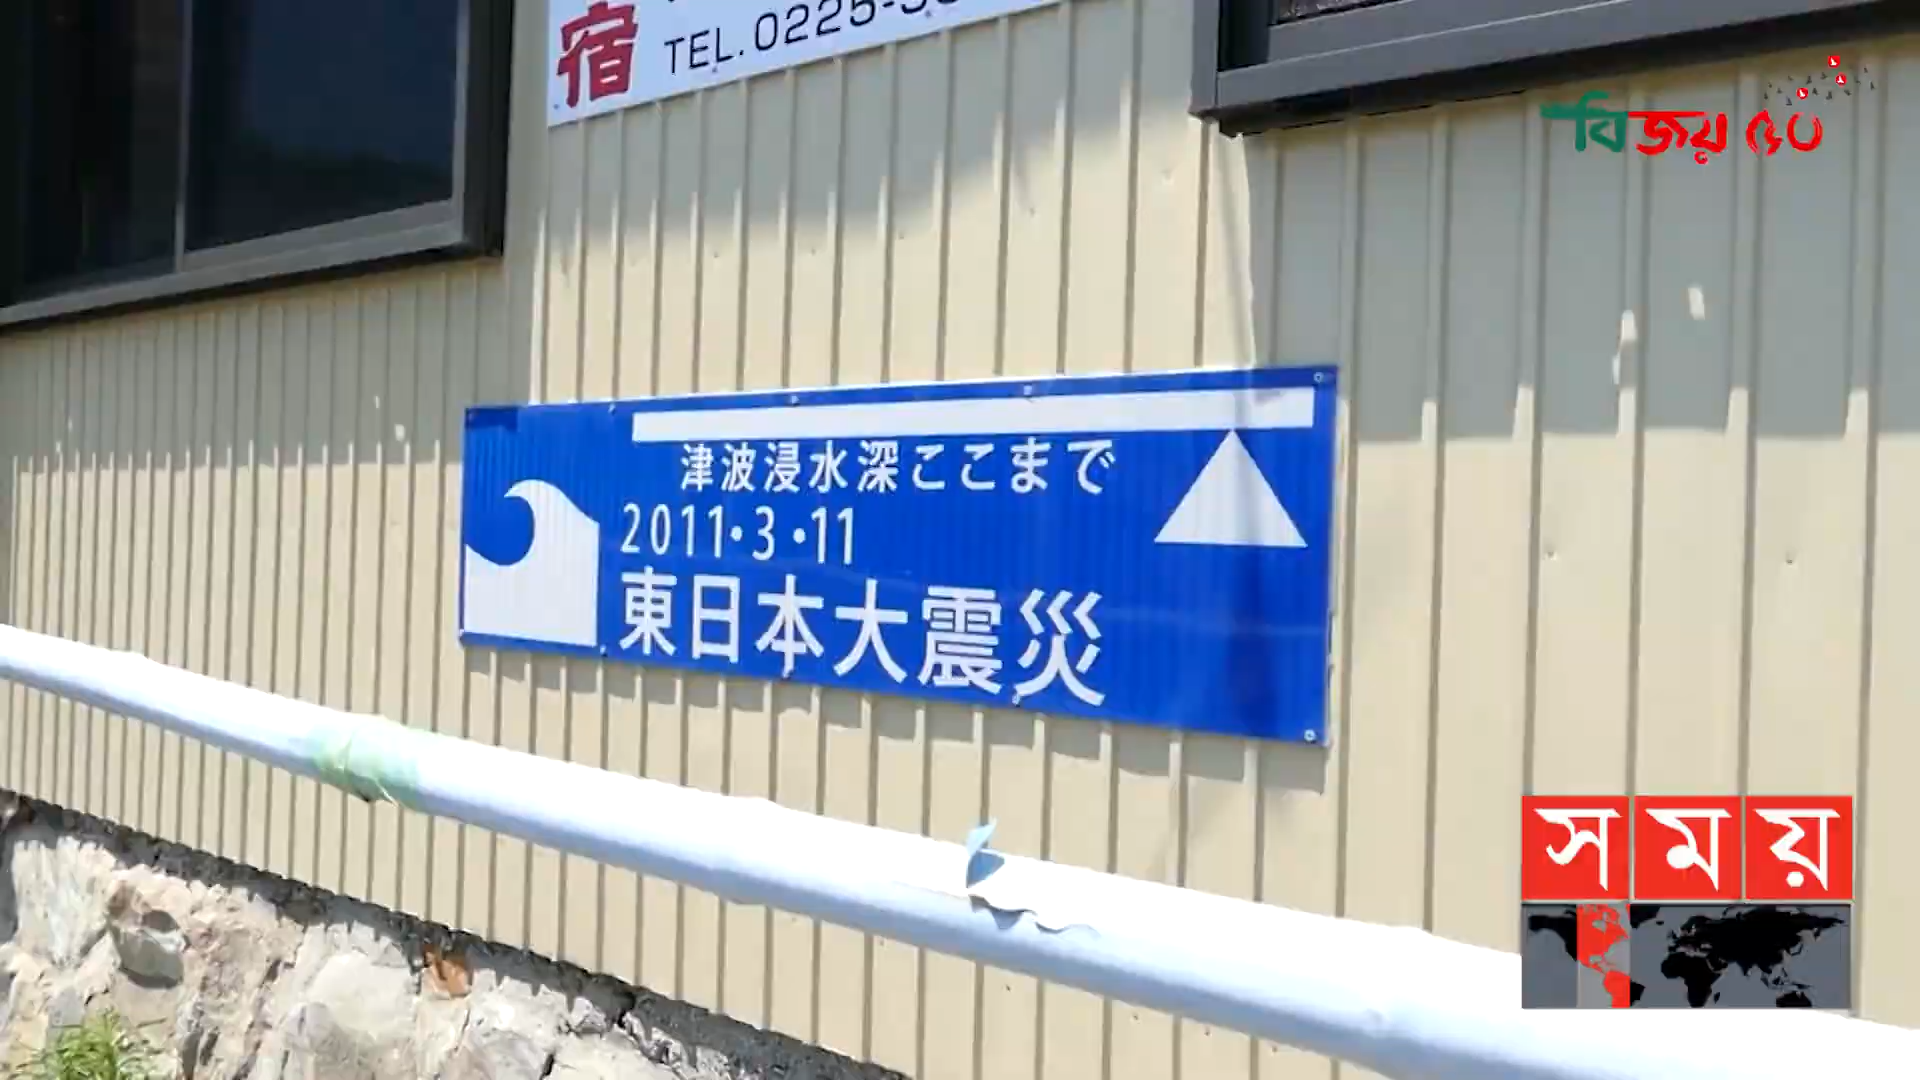 宿
TEL.0225-5
বিজয় ৫০
津波浸水深ここまで
2011・3・11
東日本大震災
সময়